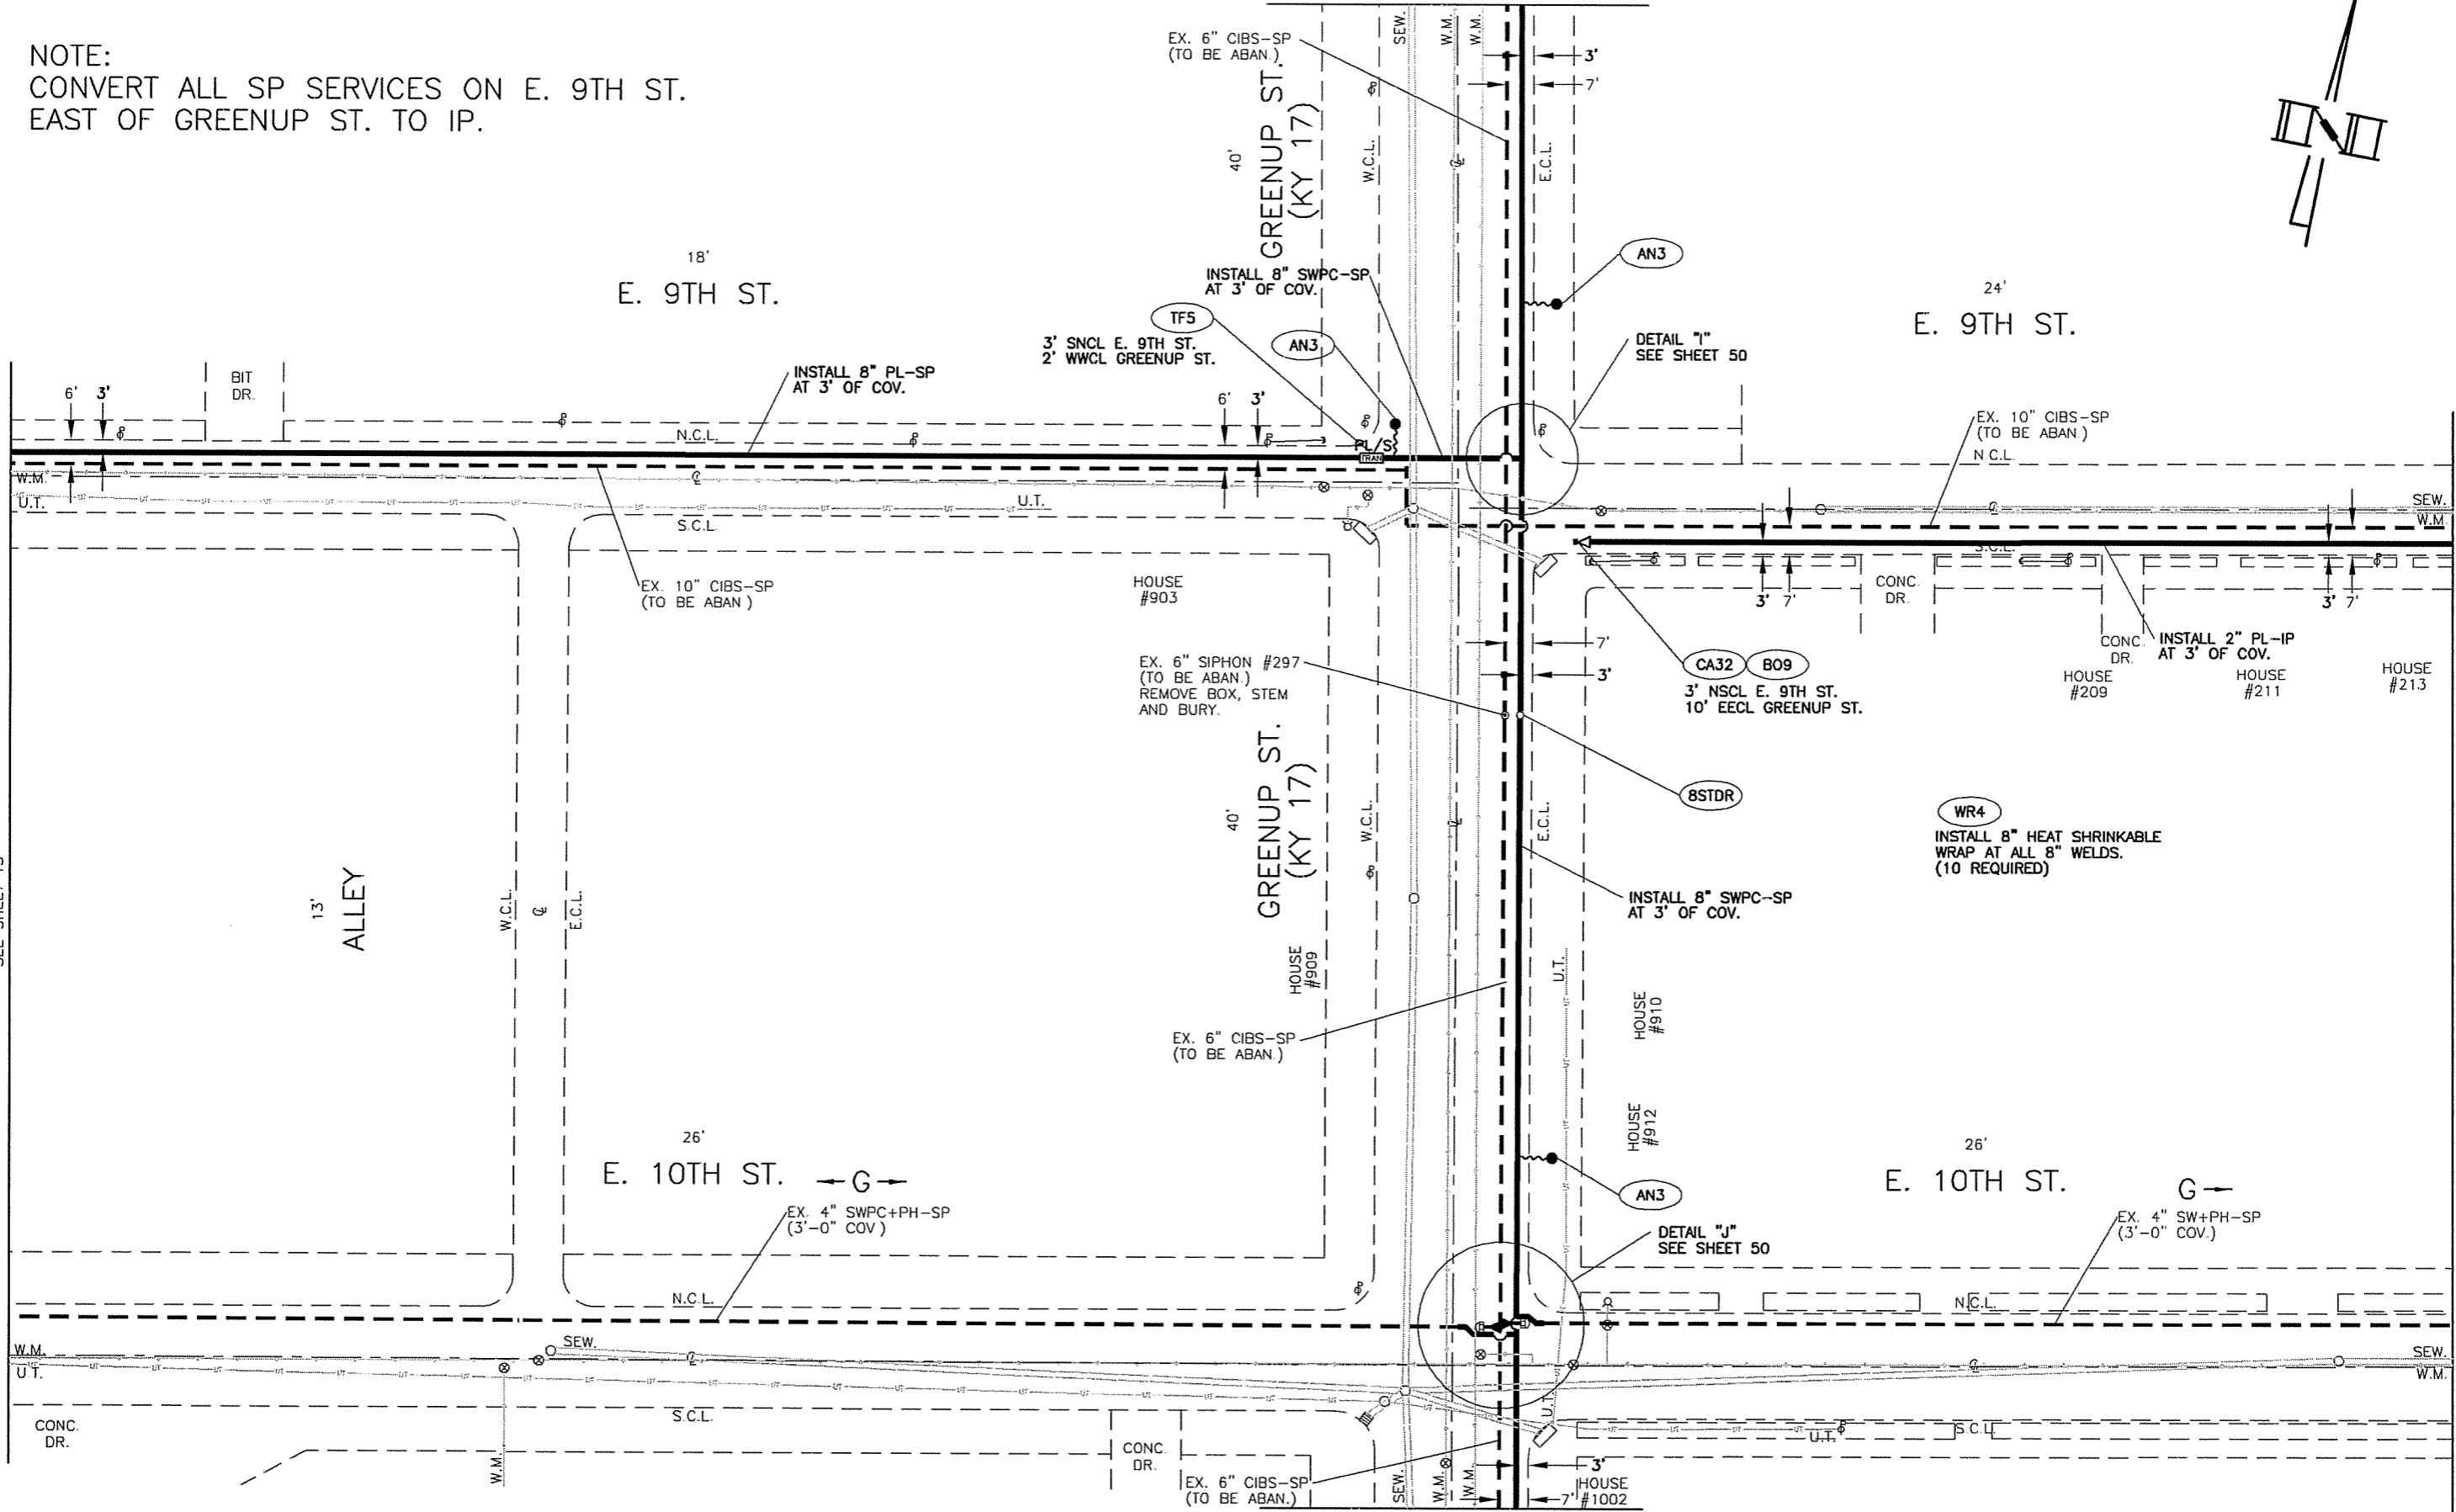 NOTE:
CONVERT ALL SP SERVICES ON E. 9TH ST.
EAST OF GREENUP ST. TO IP.
EX. 6" CIBS-SP
(TO BE ABAN.)
SEW.
W.M.
W.M.
3'
7'
40'
GREENUP ST.
(KY 17)
W.C.L.
℄
E.C.L.
18'
E. 9TH ST.
INSTALL 8" SWPC-SP
AT 3' OF COV.
AN3
24'
E. 9TH ST.
TF5
3' SNCL E. 9TH ST.
2' WWCL GREENUP ST.
AN3
DETAIL "I"
SEE SHEET 50
BIT
DR.
6'
3'
INSTALL 8" PL-SP
AT 3' OF COV.
6'
3'
N.C.L.
PL/S
TRAN
EX. 10" CIBS-SP
(TO BE ABAN.)
N.C.L.
W.M.
U.T.
℄
U.T.
S.C.L.
℄
SEW.
W.M.
S.C.L.
EX. 10" CIBS-SP
(TO BE ABAN )
HOUSE
#903
CONC.
DR.
3'
7'
3'
7'
CONC.
DR.
INSTALL 2" PL-IP
AT 3' OF COV.
HOUSE
#209
HOUSE
#211
HOUSE
#213
7'
3'
EX. 6" SIPHON #297
(TO BE ABAN.)
REMOVE BOX, STEM
AND BURY.
CA32
B09
3' NSCL E. 9TH ST.
10' EECL GREENUP ST.
8STDR
40'
GREENUP ST.
(KY 17)
W.C.L.
℄
E.C.L.
WR4
INSTALL 8" HEAT SHRINKABLE
WRAP AT ALL 8" WELDS.
(10 REQUIRED)
13'
ALLEY
W.C.L.
℄
E.C.L.
INSTALL 8" SWPC-SP
AT 3' OF COV.
HOUSE
#909
U.T.
HOUSE
#910
EX. 6" CIBS-SP
(TO BE ABAN.)
HOUSE
#912
26'
E. 10TH ST.
G
26'
E. 10TH ST.
G
AN3
EX. 4" SWPC+PH-SP
(3'-0" COV )
DETAIL "J"
SEE SHEET 50
EX. 4" SW+PH-SP
(3'-0" COV.)
N.C.L.
N.C.L.
W.M.
U.T.
SEW.
℄
℄
SEW.
W.M.
S.C.L.
U.T.
U.T.
S.C.L.
CONC.
DR.
W.M.
CONC.
DR.
EX. 6" CIBS-SP
(TO BE ABAN.)
SEW.
W.M.
W.M.
3'
7'
HOUSE
#1002